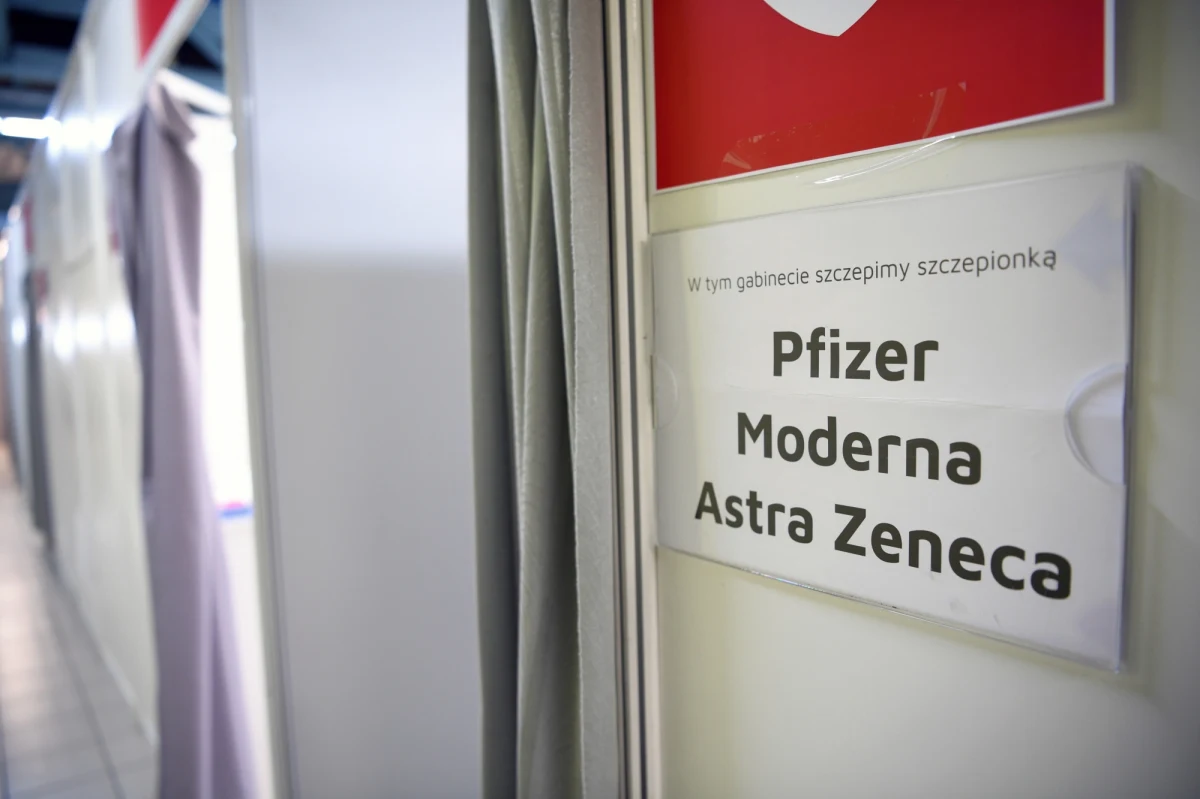 W tym gabinecie szczepimy szczepionką
Pfizer
Moderna
Astra Zeneca